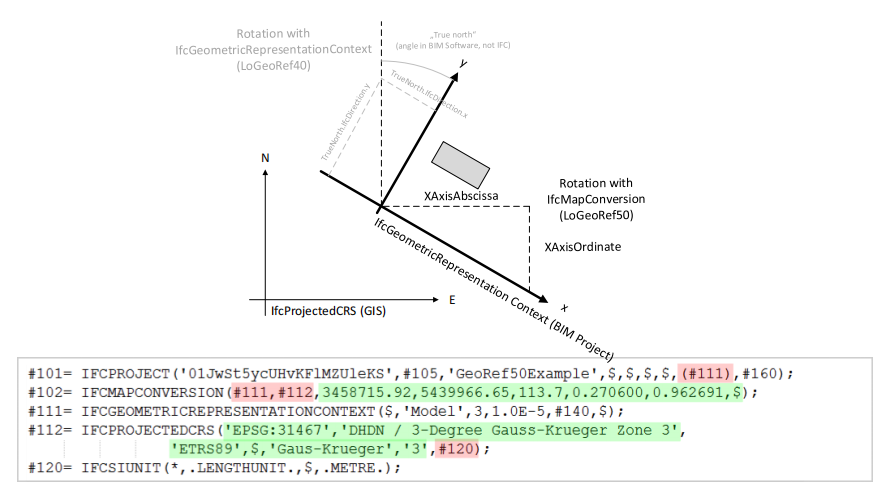 Rotation with
IfcGeometricRepresentationContext
(LoGeoRef40)
„True north“
(angle in BIM Software, not IFC)
y
TrueNorth.IfcDirection.x
TrueNorth.IfcDirection.y
N
XAxisAbscissa
Rotation with
IfcMapConversion
(LoGeoRef50)
XAxisOrdinate
IfcGeometricRepresentation Context (BIM Project)
x
E
IfcProjectedCRS (GIS)
#101= IFCPROJECT('01JwSt5ycUHvKFlMZUleKS',#105,'GeoRef50Example',$,$,$,$,(#111),#160);
#102= IFCMAPCONVERSION(#111,#112,3458715.92,5439966.65,113.7,0.270600,0.962691,$);
#111= IFCGEOMETRICREPRESENTATIONCONTEXT($,'Model',3,1.0E-5,#140,$);
#112= IFCPROJECTEDCRS('EPSG:31467','DHDN / 3-Degree Gauss-Krueger Zone 3',
'ETRS89',$,'Gaus-Krueger','3',#120);
#120= IFCSIUNIT(*,.LENGTHUNIT.,$,.METRE.);